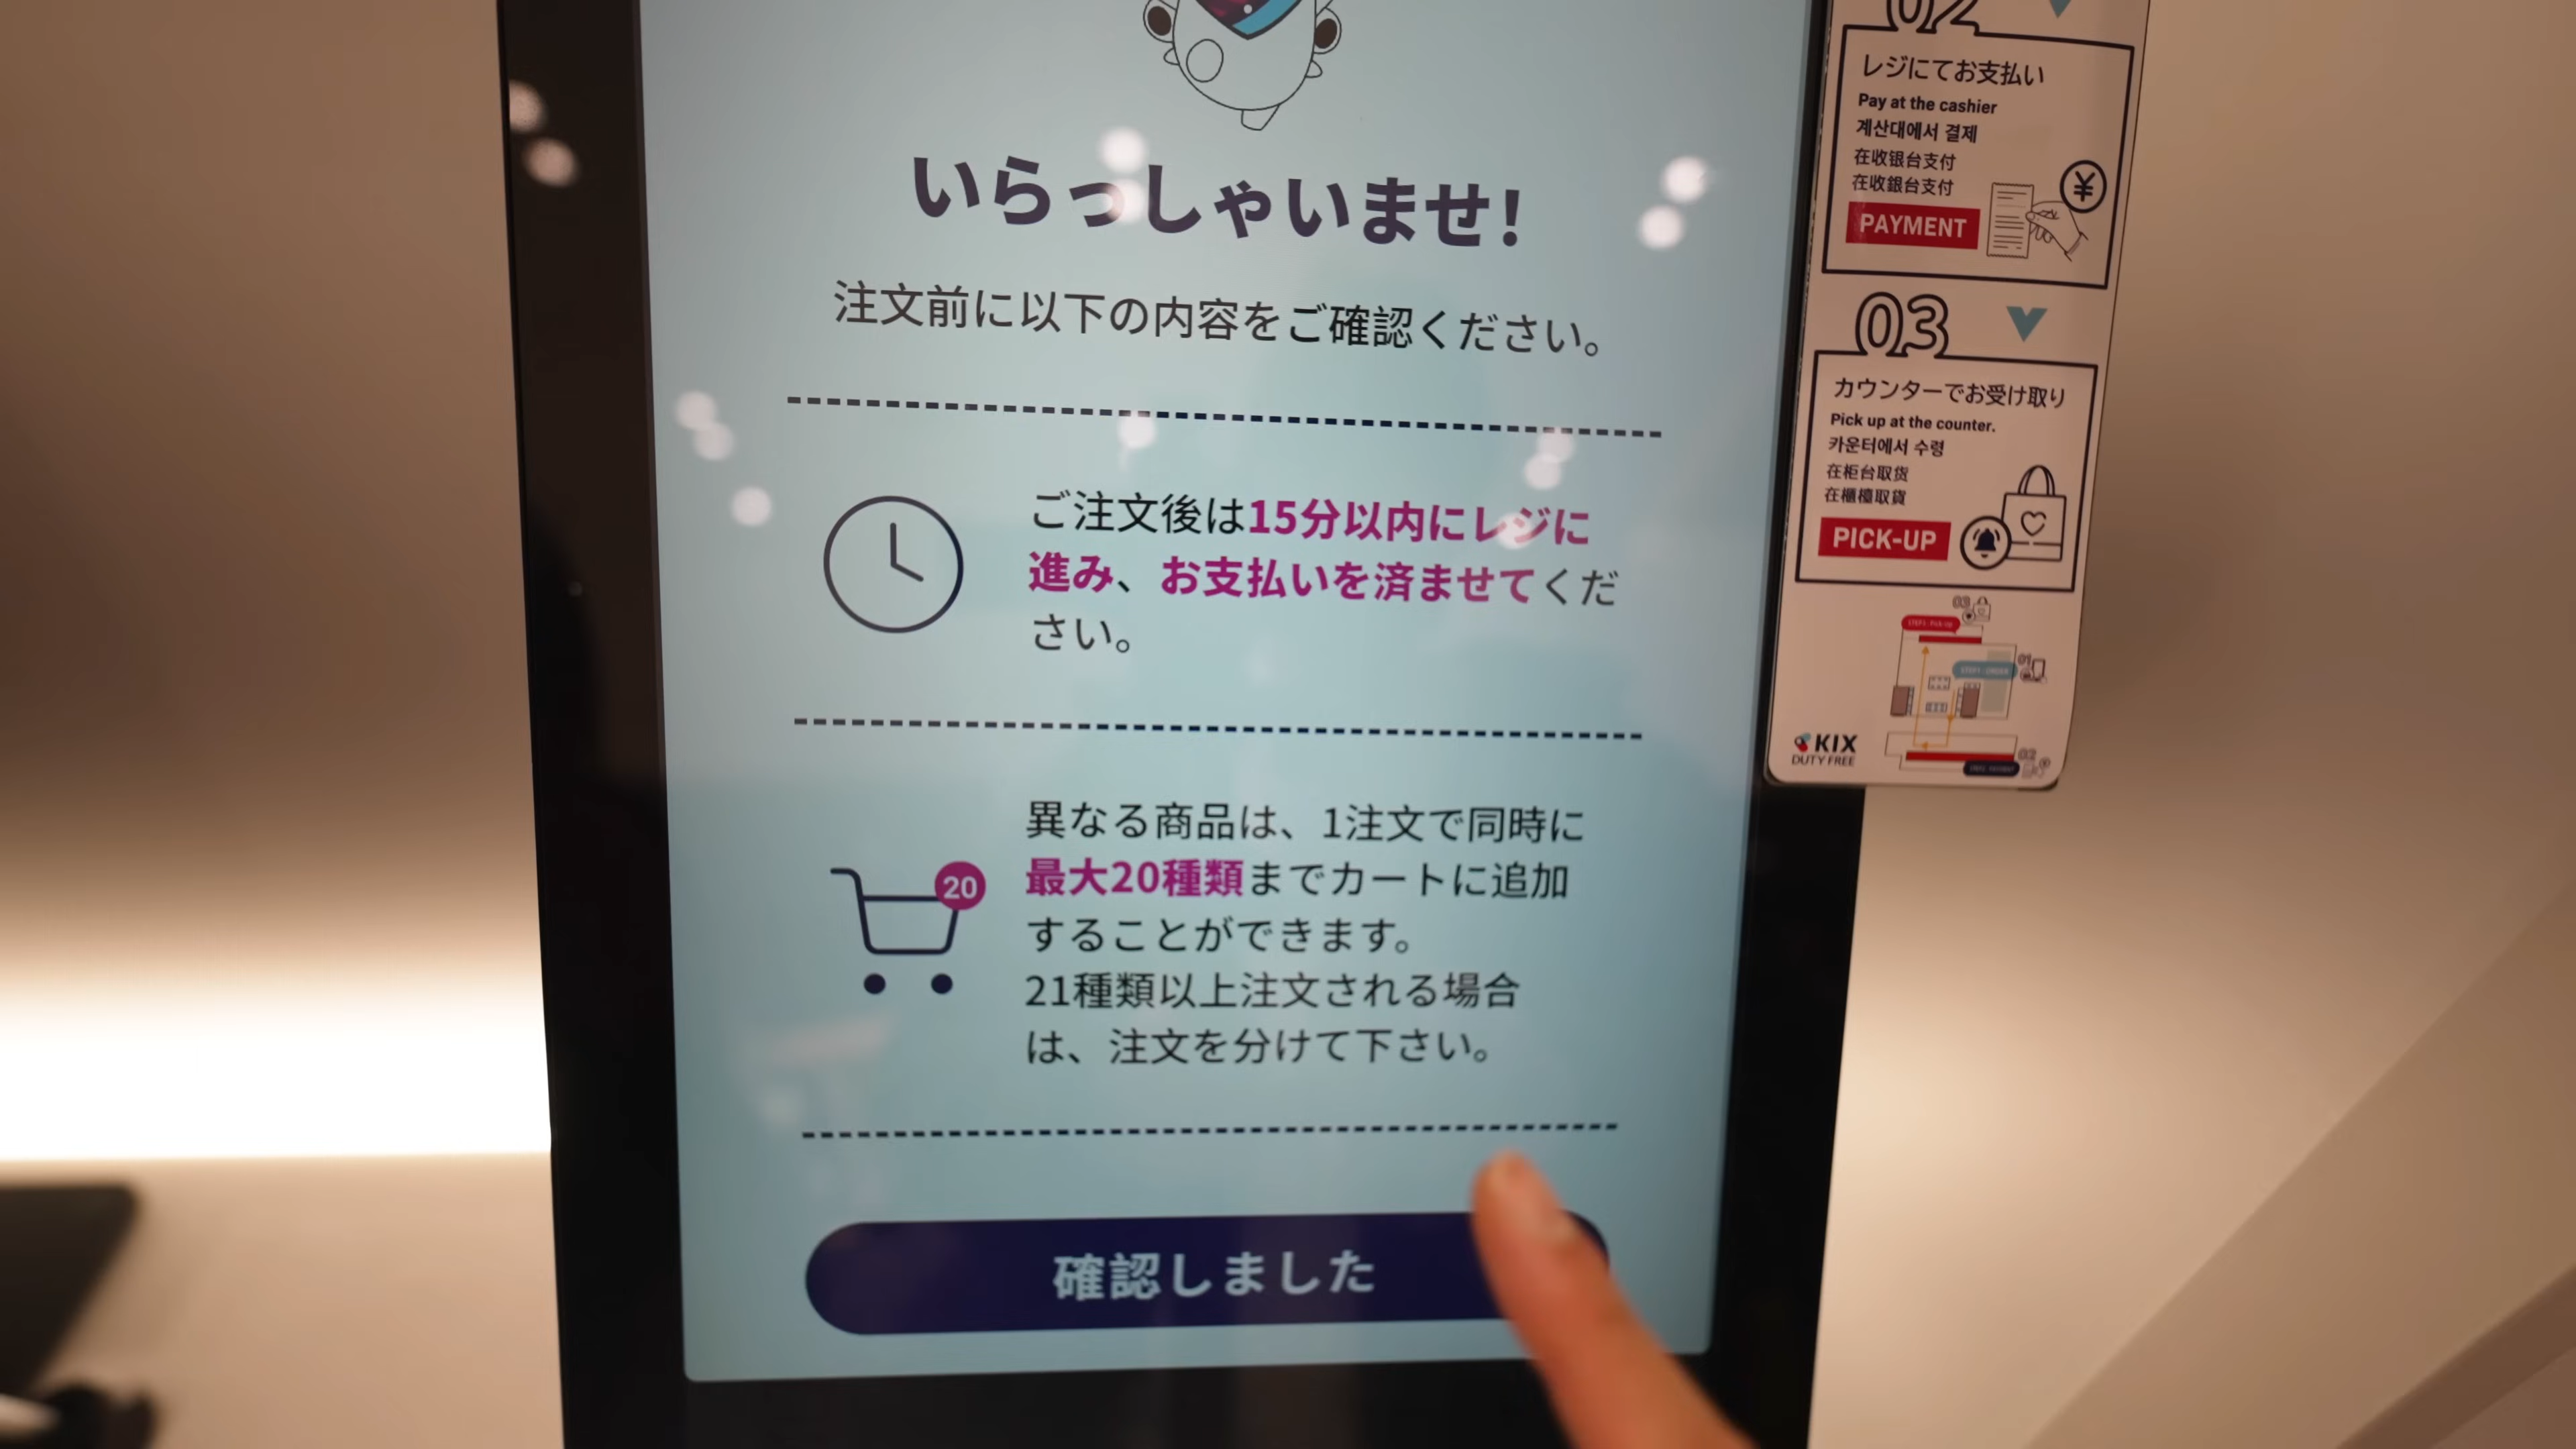 いらっしゃいませ!
注文前に以下の内容をご確認ください。
ご注文後は15分以内にレジに
進み、お支払いを済ませてくだ
さい。
20
異なる商品は、1注文で同時に
最大20種類までカートに追加
することができます。
21種類以上注文される場合
は、注文を分けて下さい。
確認しました
02
レジにてお支払い
Pay at the cashier
계산대에서 결제
在收银台支付
在收銀台支付
¥
PAYMENT
03
カウンターでお受け取り
Pick up at the counter.
카운터에서 수령
在柜台取货
在櫃檯取貨
PICK-UP
03
01
02
KIX
DUTY FREE